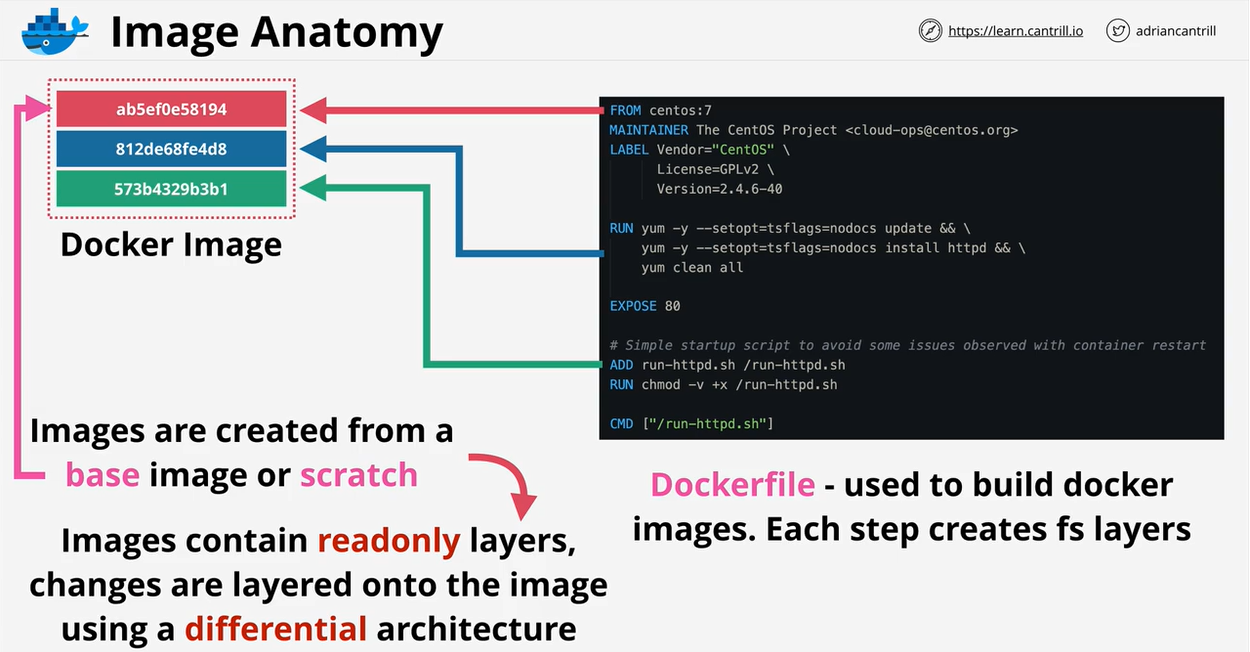 Image Anatomy
https://learn.cantrill.io
adriancantrill
ab5ef0e58194
812de68fe4d8
573b4329b3b1
Docker Image
FROM centos:7
MAINTAINER The CentOS Project <cloud-ops@centos.org>
LABEL Vendor="CentOS" \
License=GPLv2 \
Version=2.4.6-40
RUN yum -y --setopt=tsflags=nodocs update && \
yum -y --setopt=tsflags=nodocs install httpd && \
yum clean all
EXPOSE 80
# Simple startup script to avoid some issues observed with container restart
ADD run-httpd.sh /run-httpd.sh
RUN chmod -v +x /run-httpd.sh
CMD ["/run-httpd.sh"]
Images are created from a
base image or scratch
Images contain readonly layers,
changes are layered onto the image
using a differential architecture
Dockerfile - used to build docker
images. Each step creates fs layers